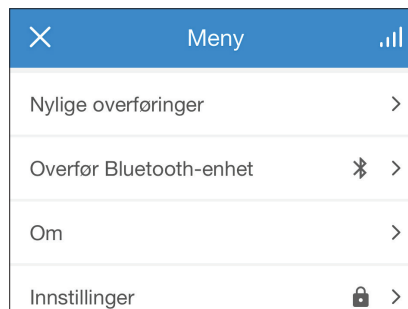 Meny
Nylige overføringer
Overfør Bluetooth-enhet
Om
Innstillinger